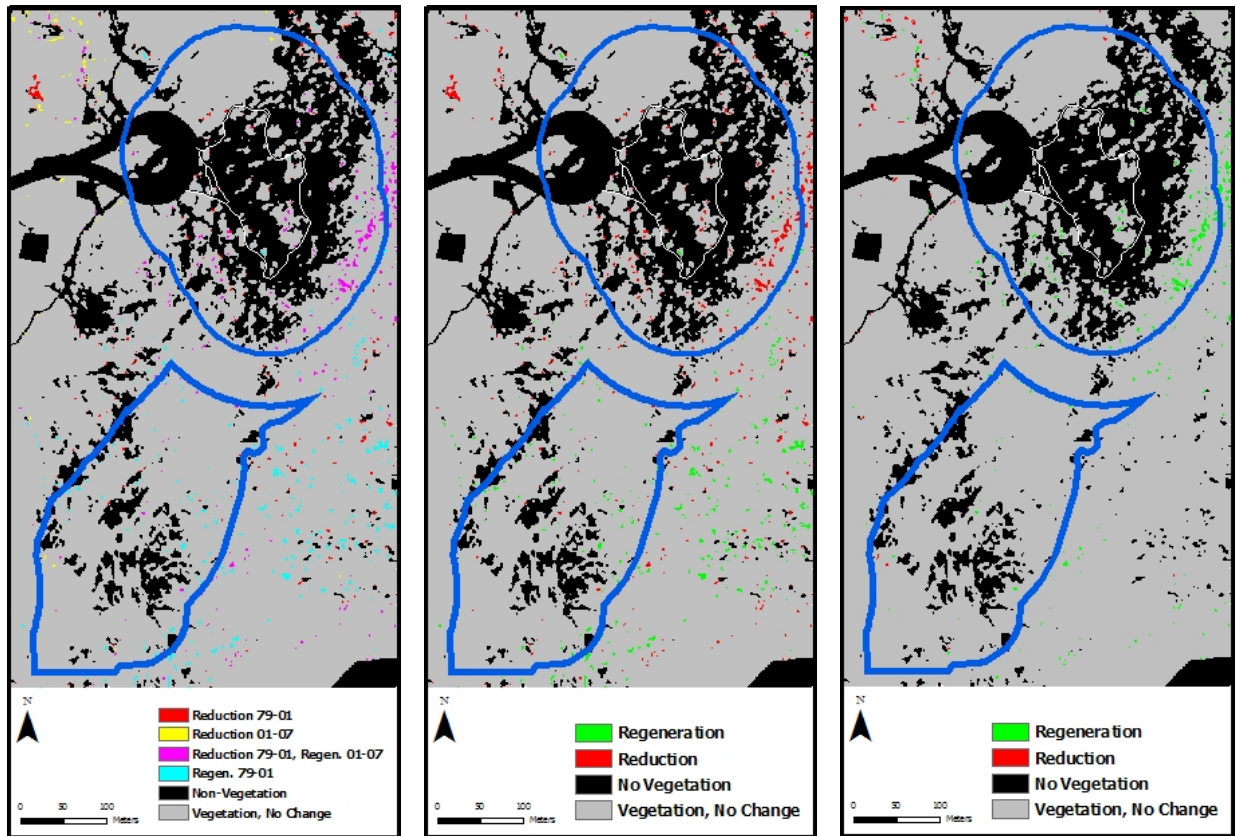 N
Reduction 79-01
Reduction 01-07
Reduction 79-01, Regen. 01-07
Regen. 79-01
Non-Vegetation
Vegetation, No Change
0 50 100
Meters
N
Regeneration
Reduction
No Vegetation
Vegetation, No Change
0 50 100
Meters
N
Regeneration
Reduction
No Vegetation
Vegetation, No Change
0 50 100
Meters